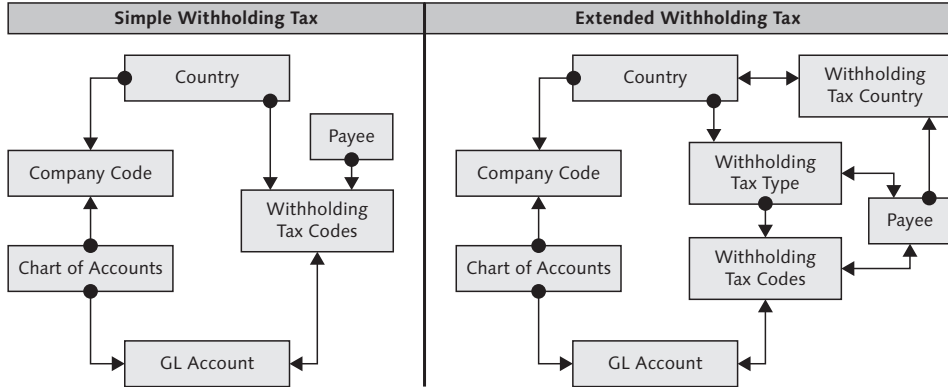 Simple Withholding Tax
Country
Payee
Company Code
Withholding
Tax Codes
Chart of Accounts
GL Account
Extended Withholding Tax
Country
Withholding
Tax Country
Company Code
Withholding
Tax Type
Payee
Chart of Accounts
Withholding
Tax Codes
GL Account